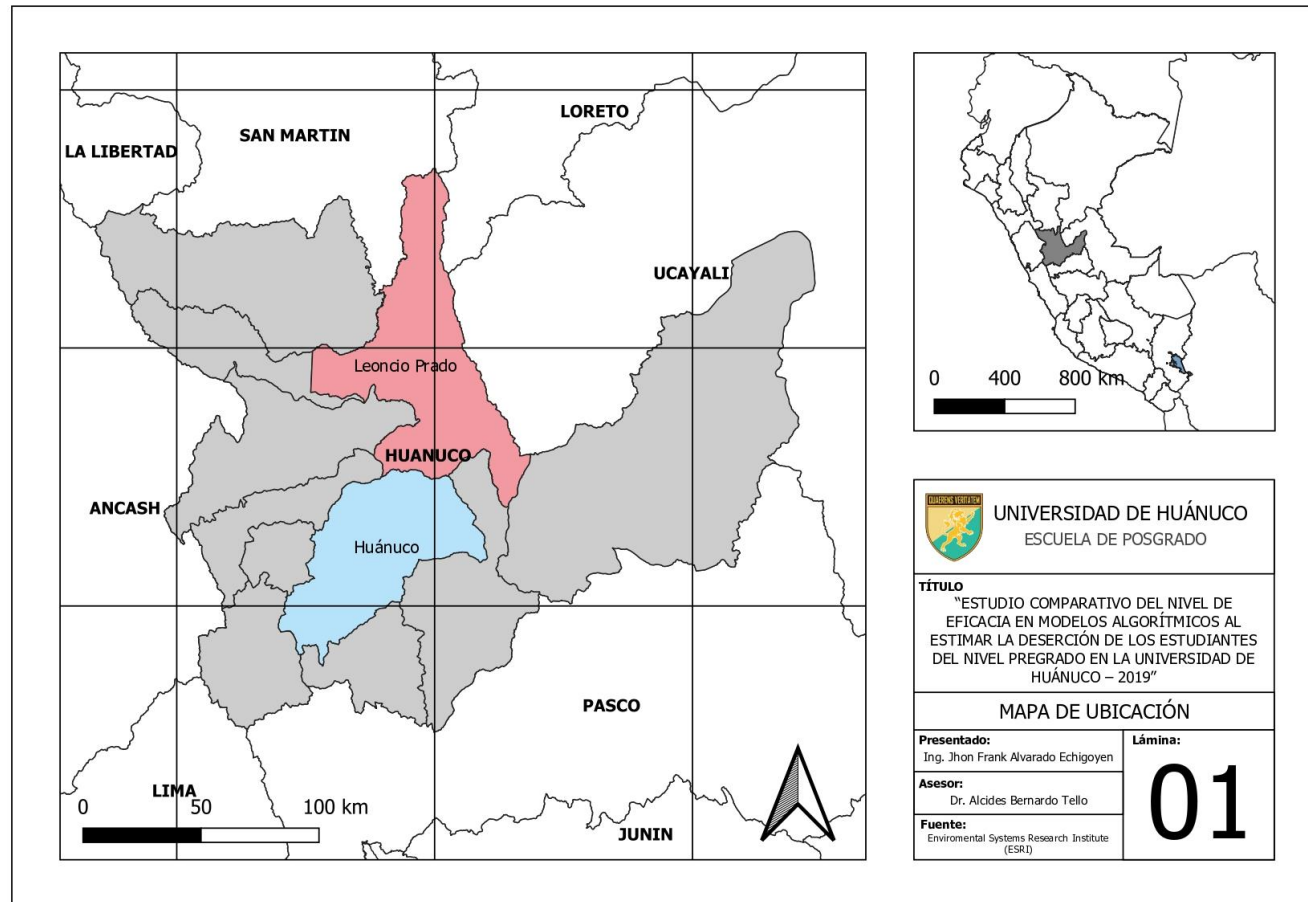 LA LIBERTAD
SAN MARTIN
LORETO
UCAYALI
Leoncio Prado
HUANUCO
ANCASH
Huánuco
PASCO
LIMA
JUNIN
0 50 100 km
0 400 800 km
QUAERENS VERITATEM
UNIVERSIDAD DE HUÁNUCO
ESCUELA DE POSGRADO
TÍTULO
"ESTUDIO COMPARATIVO DEL NIVEL DE
EFICACIA EN MODELOS ALGORÍTMICOS AL
ESTIMAR LA DESERCIÓN DE LOS ESTUDIANTES
DEL NIVEL PREGRADO EN LA UNIVERSIDAD DE
HUÁNUCO – 2019"
MAPA DE UBICACIÓN
Presentado:
Ing. Jhon Frank Alvarado Echigoyen
Asesor:
Dr. Alcides Bernardo Tello
Fuente:
Enviromental Systems Research Institute
(ESRI)
Lámina:
01